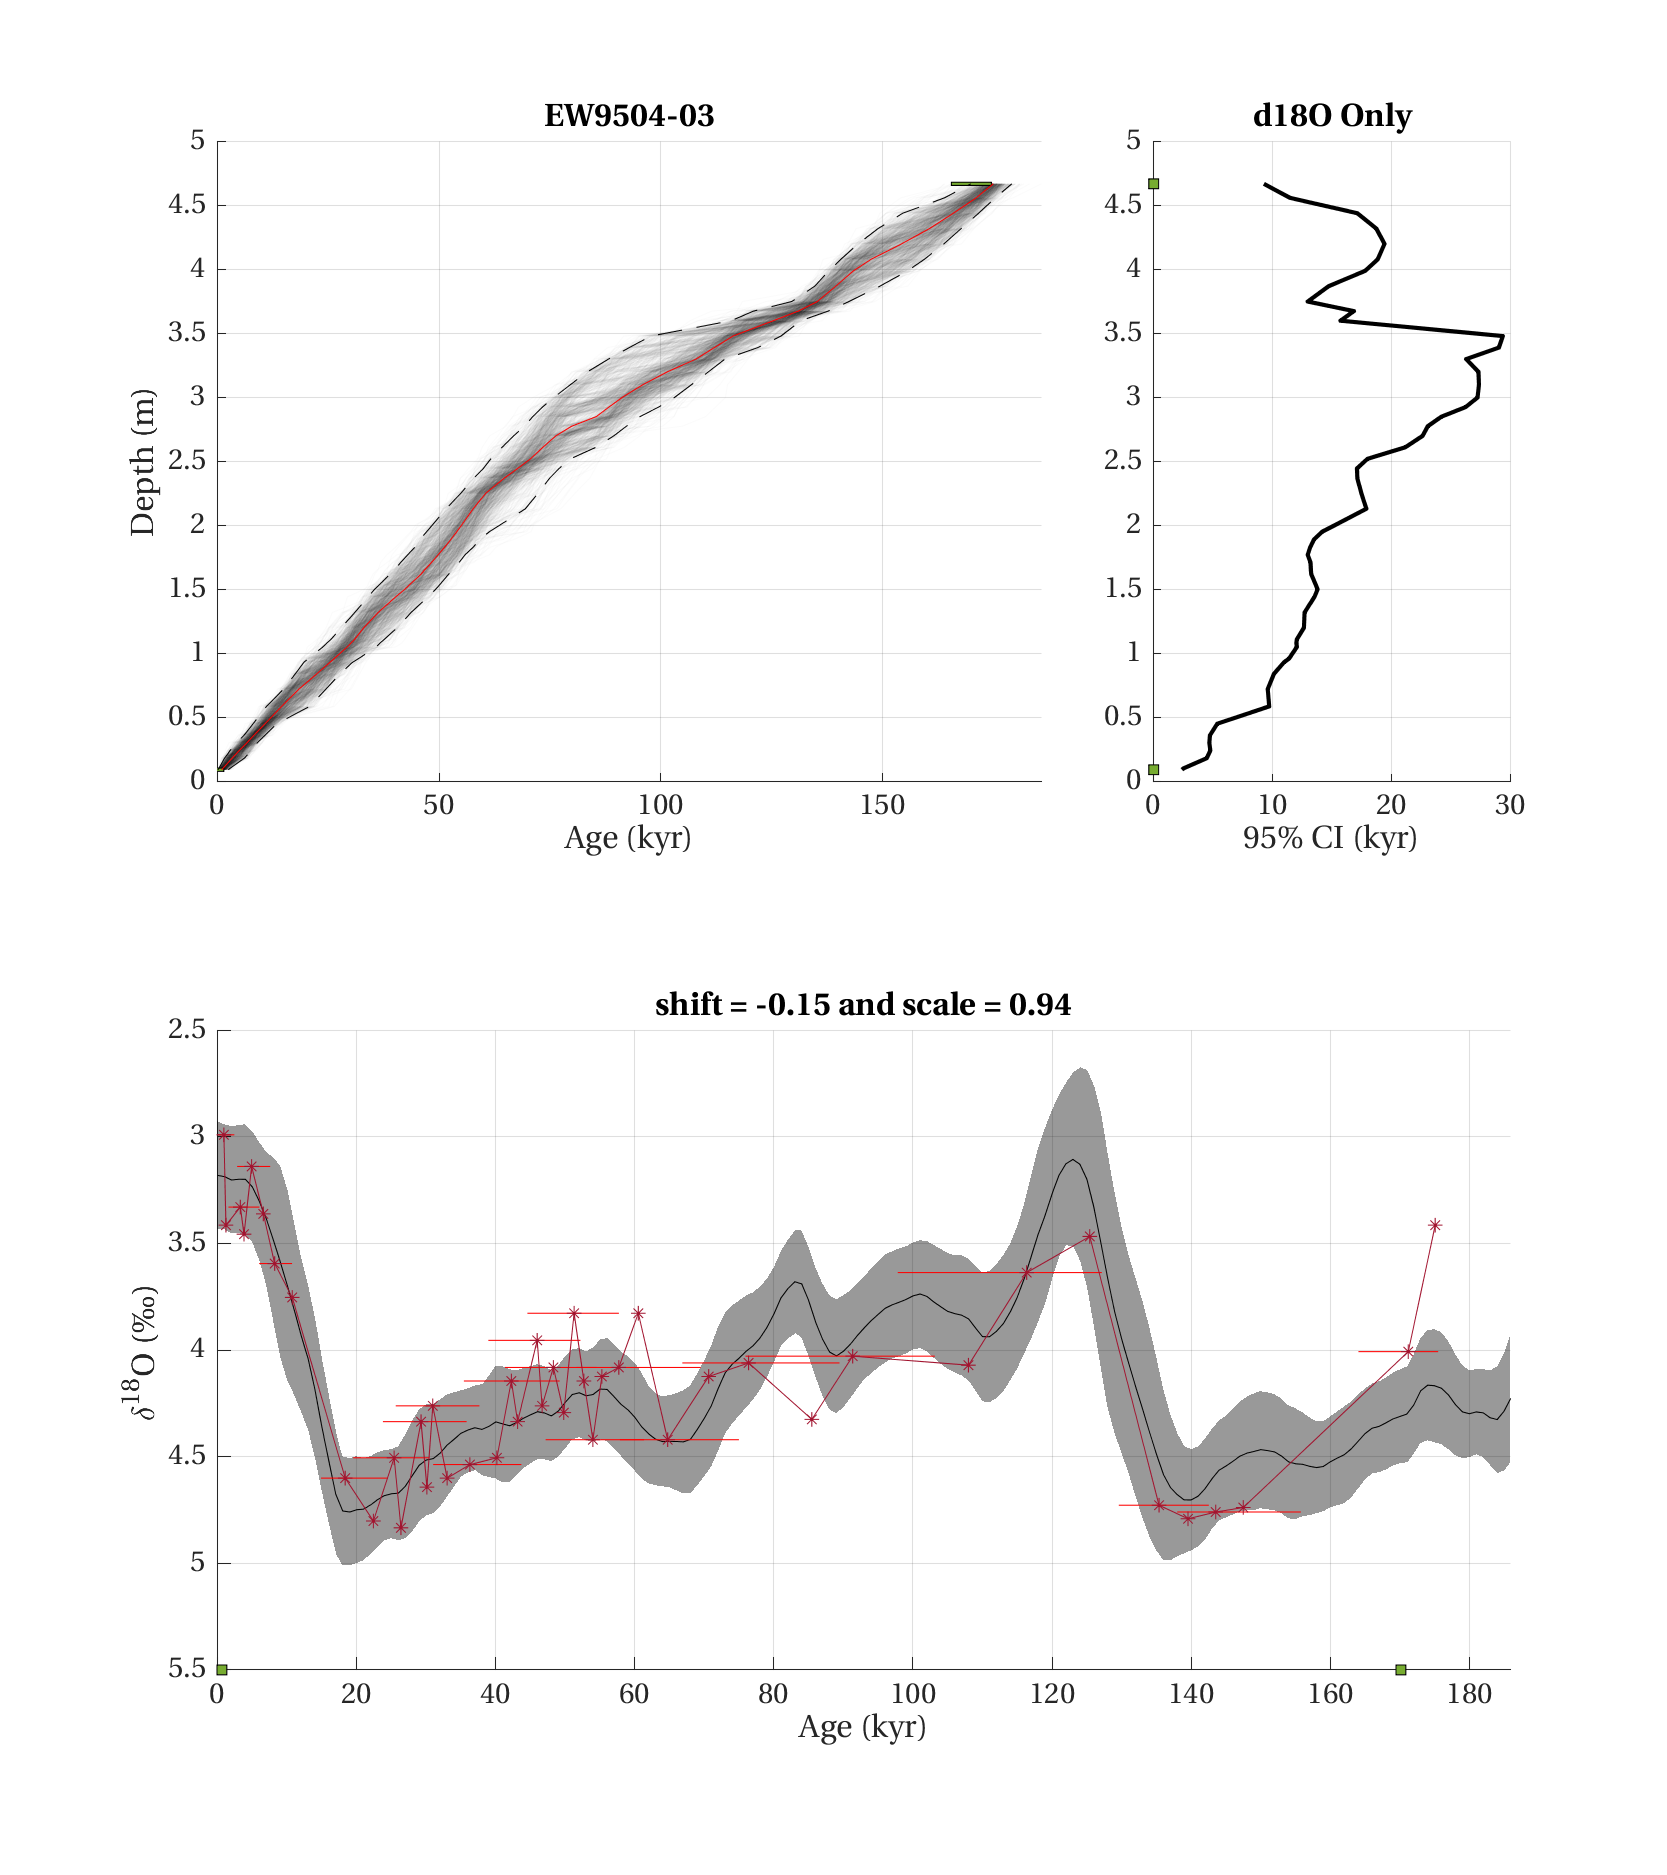 EW9504-03
d18O Only
5
4.5
4
3.5
3
2.5
2
1.5
1
0.5
0
Depth (m)
0 50 100 150
Age (kyr)
5
4.5
4
3.5
3
2.5
2
1.5
1
0.5
0
0 10 20 30
95% CI (kyr)
shift = -0.15 and scale = 0.94
2.5
3
3.5
4
4.5
5
5.5
δ18O (‰)
0 20 40 60 80 100 120 140 160 180
Age (kyr)